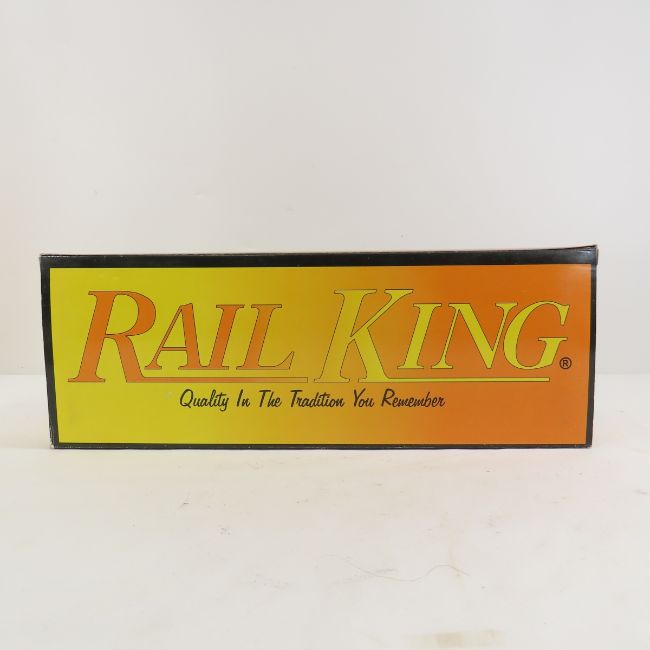 RAIL KING®
Quality In The Tradition You Remember